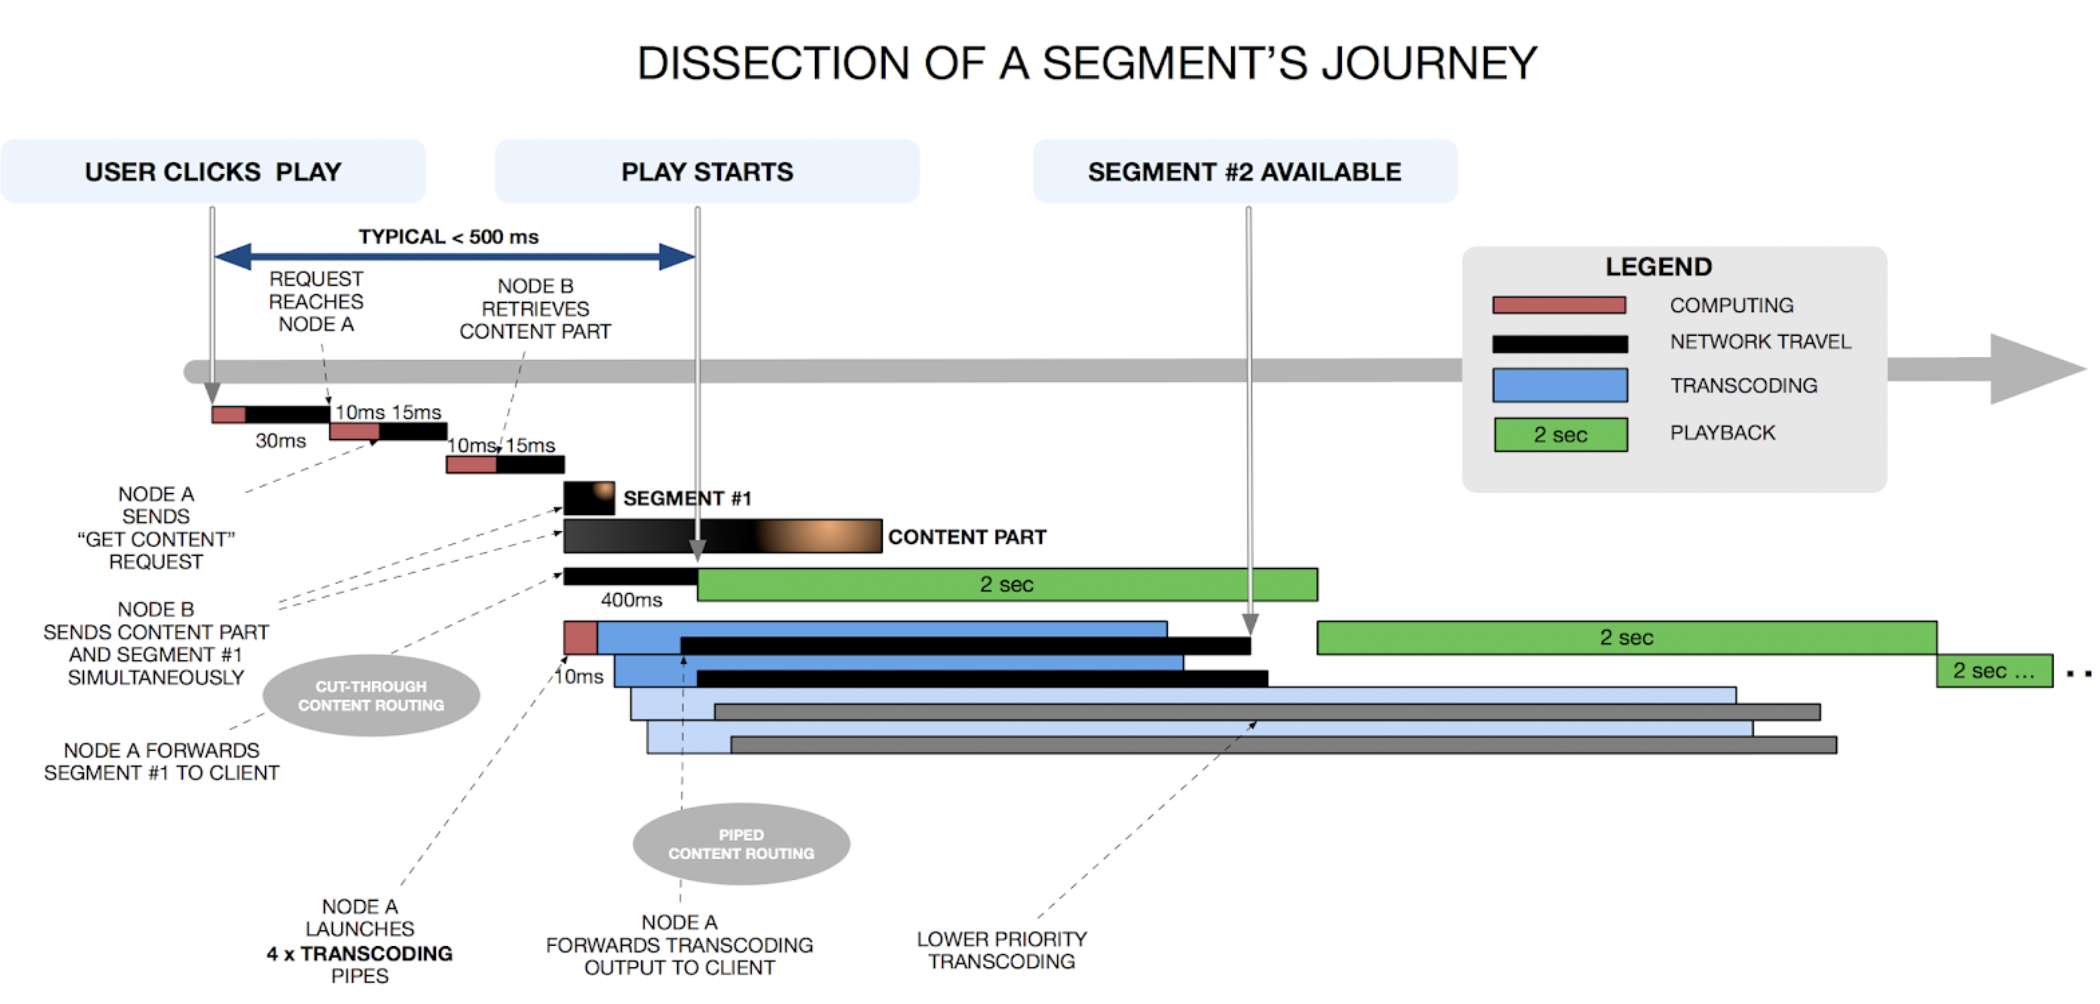 DISSECTION OF A SEGMENT'S JOURNEY
USER CLICKS PLAY
PLAY STARTS
SEGMENT #2 AVAILABLE
TYPICAL < 500 ms
REQUEST
REACHES
NODE A
NODE B
RETRIEVES
CONTENT PART
LEGEND
COMPUTING
NETWORK TRAVEL
TRANSCODING
2 sec
PLAYBACK
10ms 15ms
30ms
10ms 15ms
NODE A
SENDS
“GET CONTENT”
REQUEST
SEGMENT #1
CONTENT PART
2 sec
400ms
NODE B
SENDS CONTENT PART
AND SEGMENT #1
SIMULTANEOUSLY
10ms
2 sec
2 sec ...
..
CUT-THROUGH
CONTENT ROUTING
NODE A FORWARDS
SEGMENT #1 TO CLIENT
PIPED
CONTENT ROUTING
NODE A
LAUNCHES
4 x TRANSCODING
PIPES
NODE A
FORWARDS TRANSCODING
OUTPUT TO CLIENT
LOWER PRIORITY
TRANSCODING